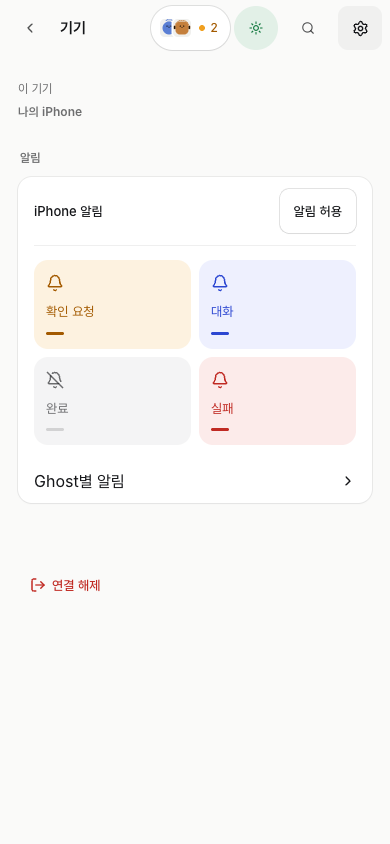 기기
2
이 기기
나의 iPhone
알림
iPhone 알림
알림 허용
확인 요청
대화
완료
실패
Ghost별 알림
연결 해제